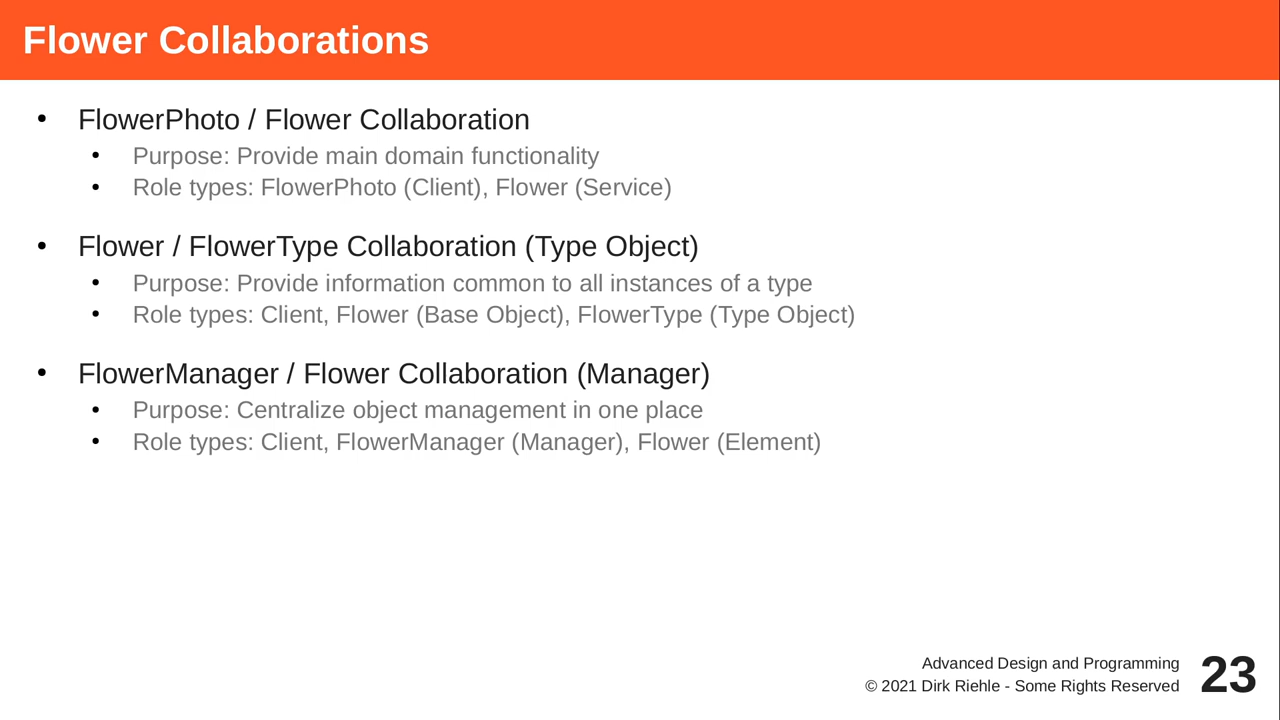 Flower Collaborations
• FlowerPhoto / Flower Collaboration
• Purpose: Provide main domain functionality
• Role types: FlowerPhoto (Client), Flower (Service)
• Flower / FlowerType Collaboration (Type Object)
• Purpose: Provide information common to all instances of a type
• Role types: Client, Flower (Base Object), FlowerType (Type Object)
• FlowerManager / Flower Collaboration (Manager)
• Purpose: Centralize object management in one place
• Role types: Client, FlowerManager (Manager), Flower (Element)
Advanced Design and Programming
© 2021 Dirk Riehle - Some Rights Reserved
23